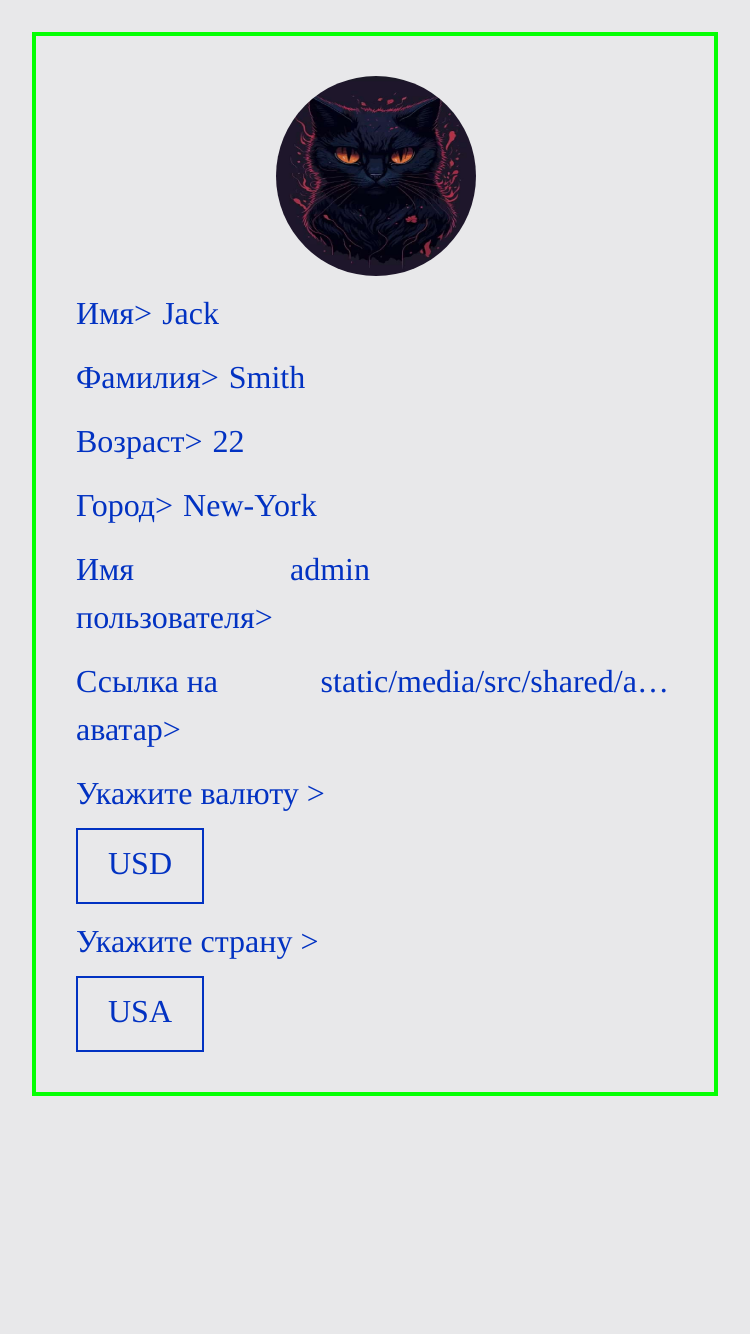 Имя> Jack
Фамилия> Smith
Возраст> 22
Город> New-York
Имя пользователя> admin
Ссылка на аватар> static/media/src/shared/a…
Укажите валюту >
USD
Укажите страну >
USA